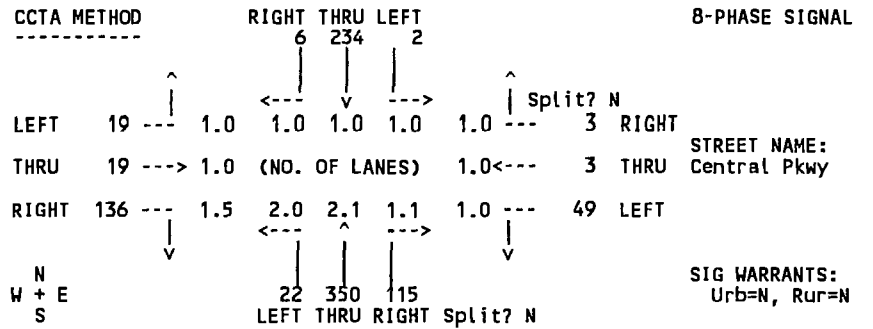 CCTA METHOD RIGHT THRU LEFT 8-PHASE SIGNAL
----------- 6 234 2
^ ^
<--- v ---> Split? N
LEFT 19 --- 1.0 1.0 1.0 1.0 1.0 --- 3 RIGHT
STREET NAME:
THRU 19 ---> 1.0 (NO. OF LANES) 1.0<--- 3 THRU Central Pkwy
RIGHT 136 --- 1.5 2.0 2.1 1.1 1.0 --- 49 LEFT
<--- ^ --->
v v
N SIG WARRANTS:
W + E 22 350 115 Urb=N, Rur=N
S LEFT THRU RIGHT Split? N